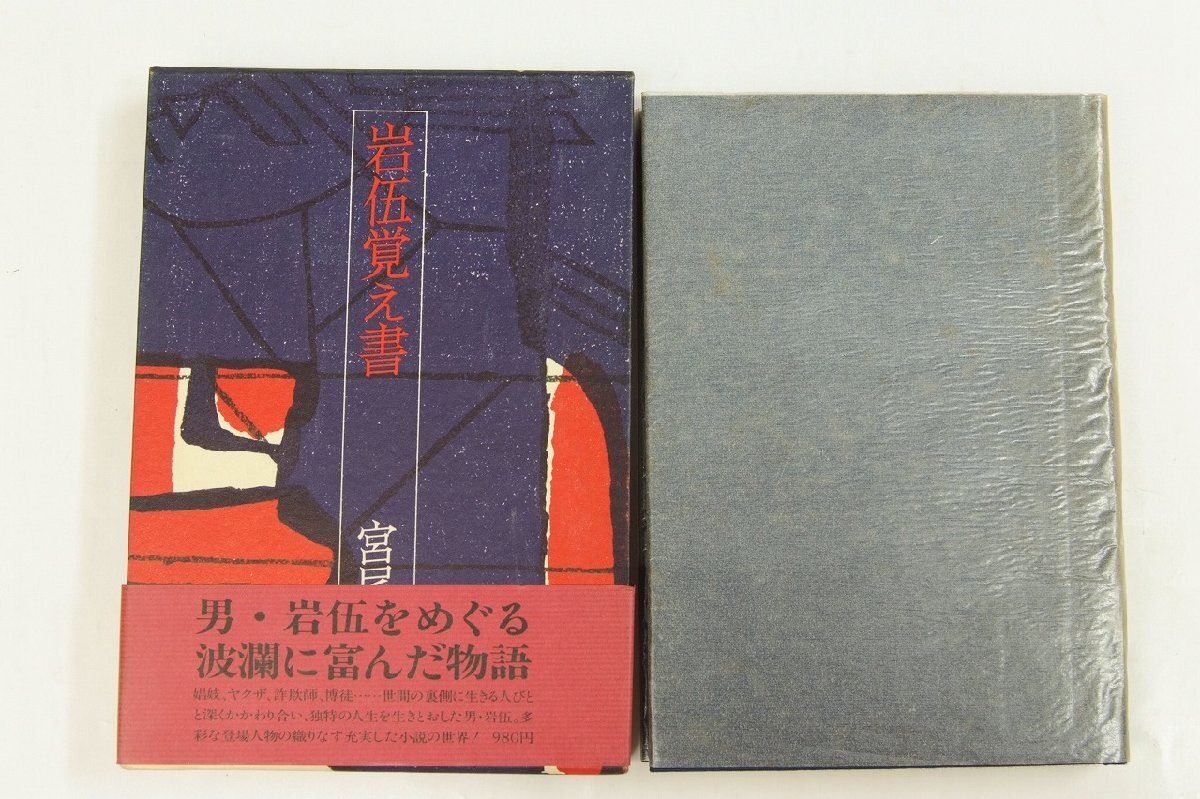 岩伍覚え書
宮尾
男・岩伍をめぐる
波瀾に富んだ物語
娼妓、ヤクザ、詐欺師、博徒……世間の裏側に生きる人びと
と深くかかわり合い、独特の人生を生きとおした男・岩伍。多
彩な登場人物の織りなす充実した小説の世界! 980円